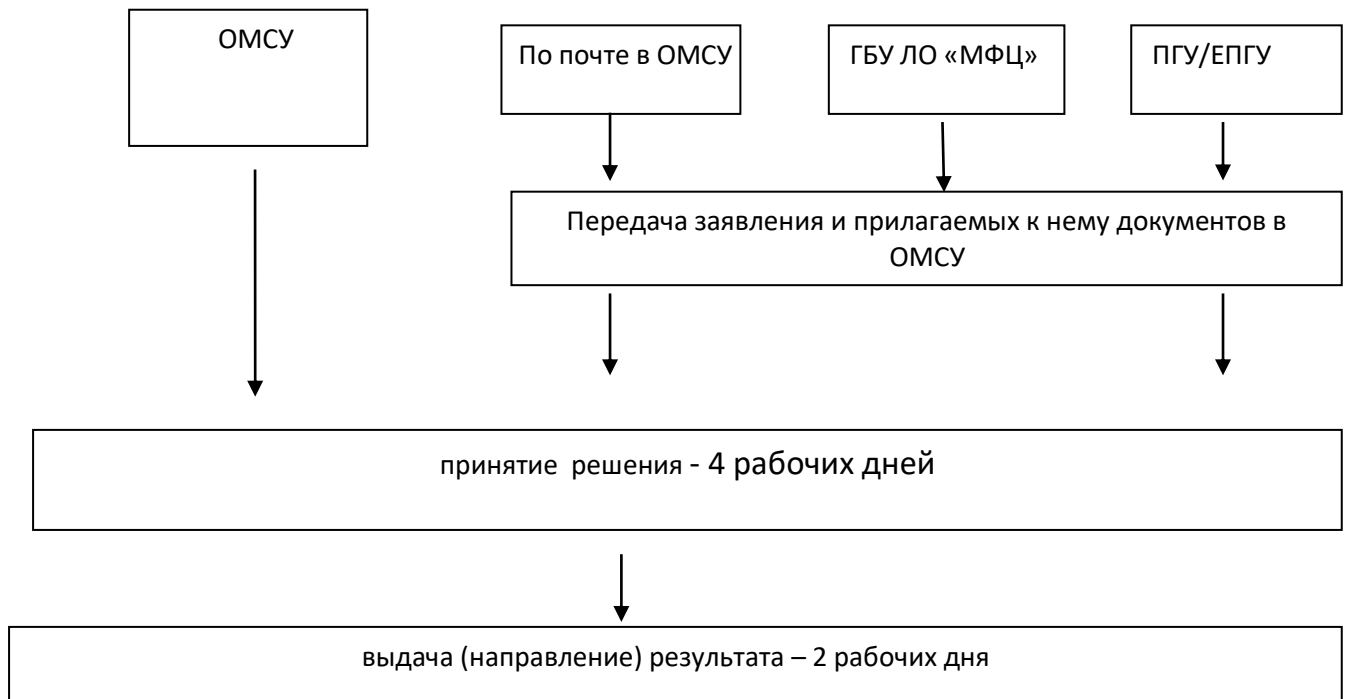 ОМСУ
По почте в ОМСУ
ГБУ ЛО «МФЦ»
ПГУ/ЕПГУ
Передача заявления и прилагаемых к нему документов в
ОМСУ
принятие решения - 4 рабочих дней
выдача (направление) результата – 2 рабочих дня